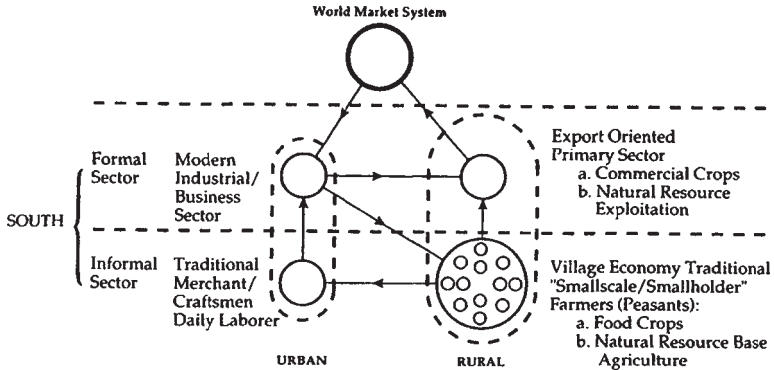 World Market System
Formal
Sector
Modern
Industrial/
Business
Sector
Export Oriented
Primary Sector
a. Commercial Crops
b. Natural Resource
Exploitation
SOUTH
Informal
Sector
Traditional
Merchant/
Craftsmen
Daily Laborer
Village Economy Traditional
"Smallscale/Smallholder"
Farmers (Peasants):
a. Food Crops
b. Natural Resource Base
Agriculture
URBAN
RURAL